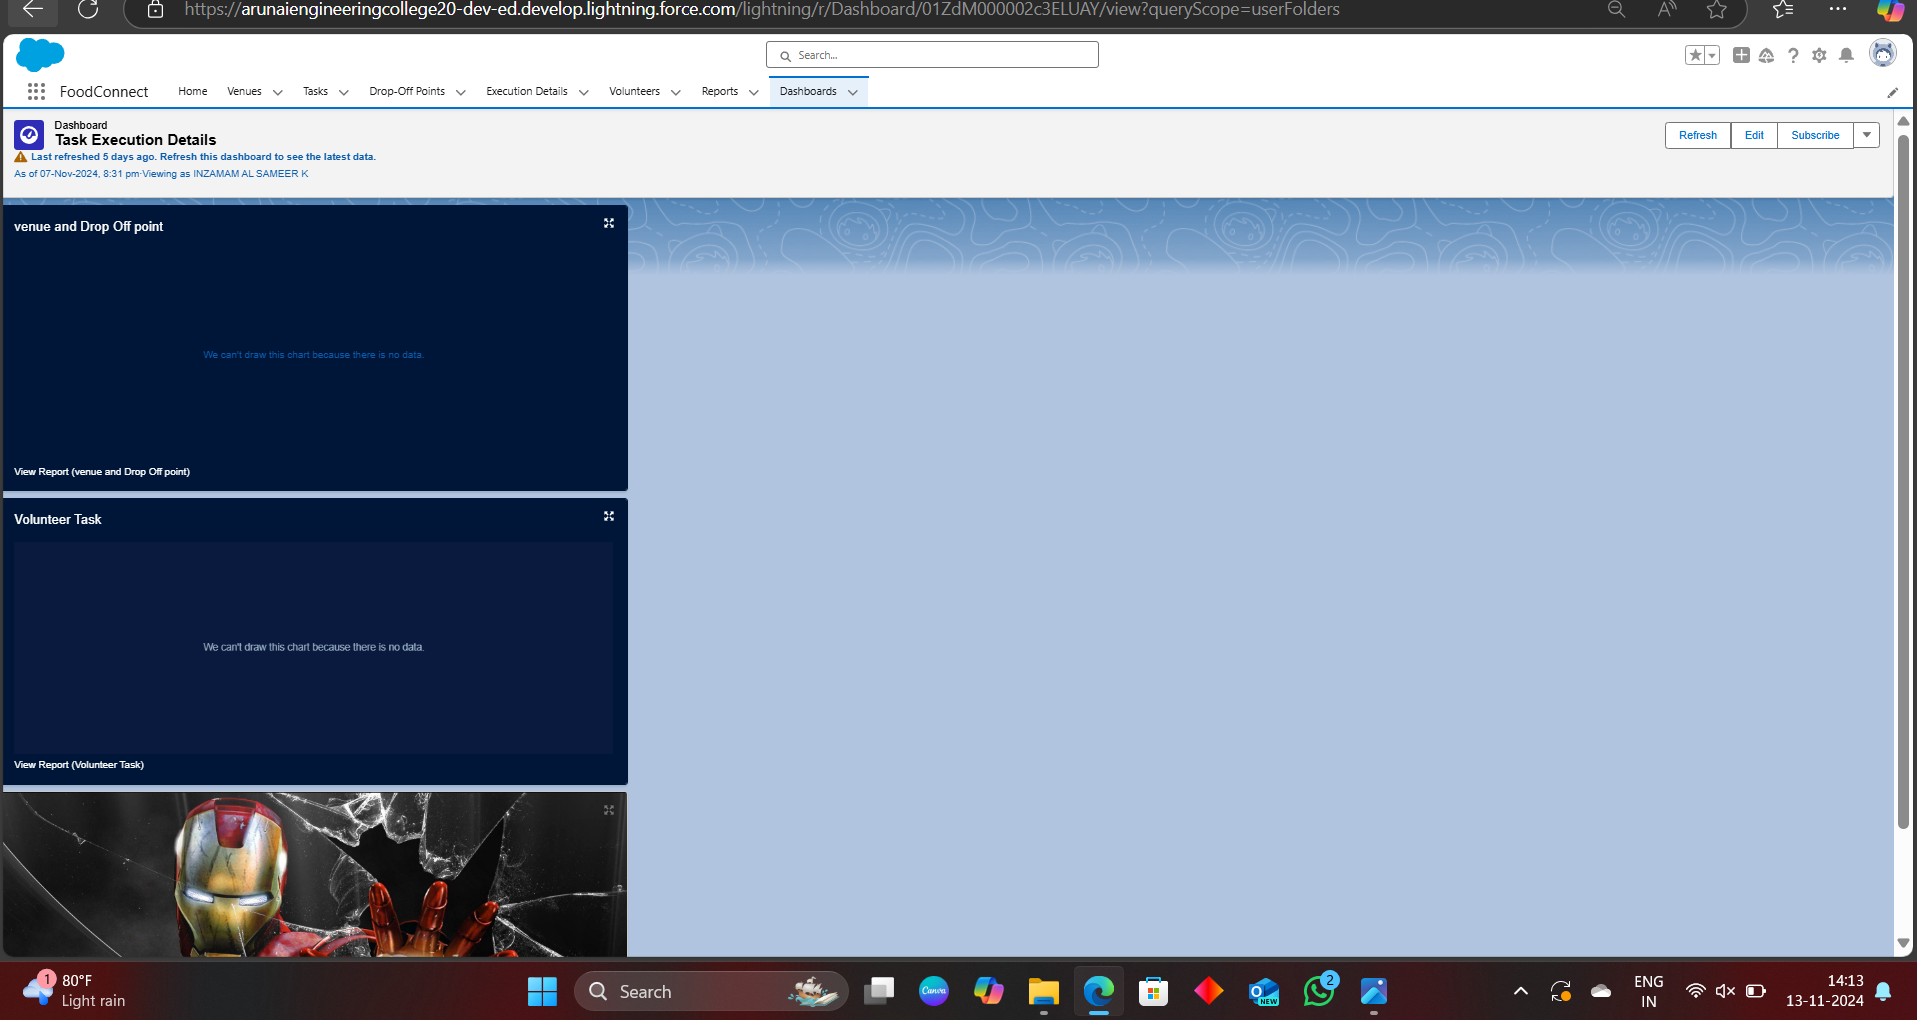 https://arunaiengineeringcollege20-dev-ed.develop.lightning.force.com/lightning/r/Dashboard/01ZdM000002c3ELUAY/view?queryScope=userFolders
Search...
FoodConnect Home Venues Tasks Drop-Off Points Execution Details Volunteers Reports Dashboards
Dashboard
Task Execution Details
Refresh Edit Subscribe
Last refreshed 5 days ago. Refresh this dashboard to see the latest data.
As of 07-Nov-2024, 8:31 pm·Viewing as INZAMAM AL SAMEER K
venue and Drop Off point
We can't draw this chart because there is no data.
View Report (venue and Drop Off point)
Volunteer Task
We can't draw this chart because there is no data.
View Report (Volunteer Task)
1
80°F
Light rain
Search
Canva
NEW
2
ENG
IN
14:13
13-11-2024